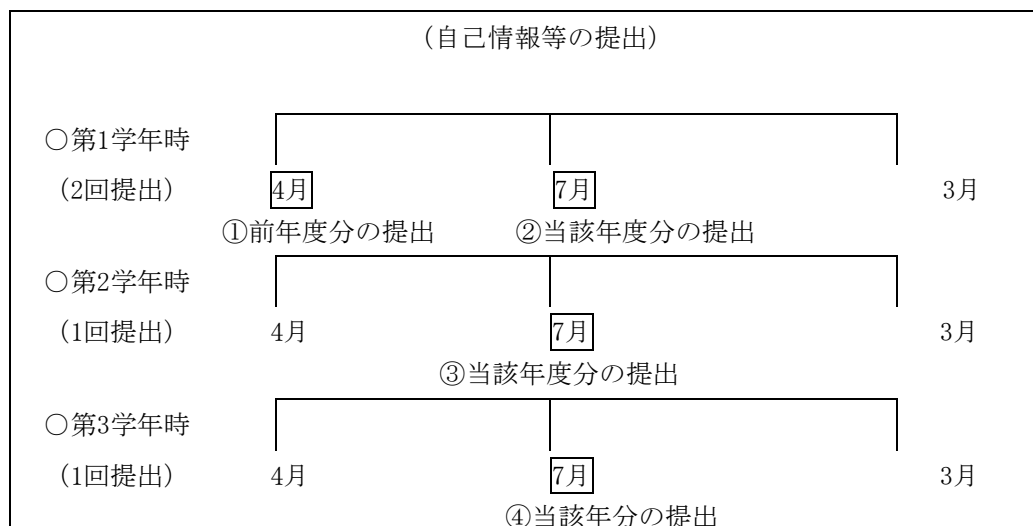 (自己情報等の提出)
○第1学年時
(2回提出) 4月 7月 3月
①前年度分の提出 ②当該年度分の提出
○第2学年時
(1回提出) 4月 7月 3月
③当該年度分の提出
○第3学年時
(1回提出) 4月 7月 3月
④当該年分の提出